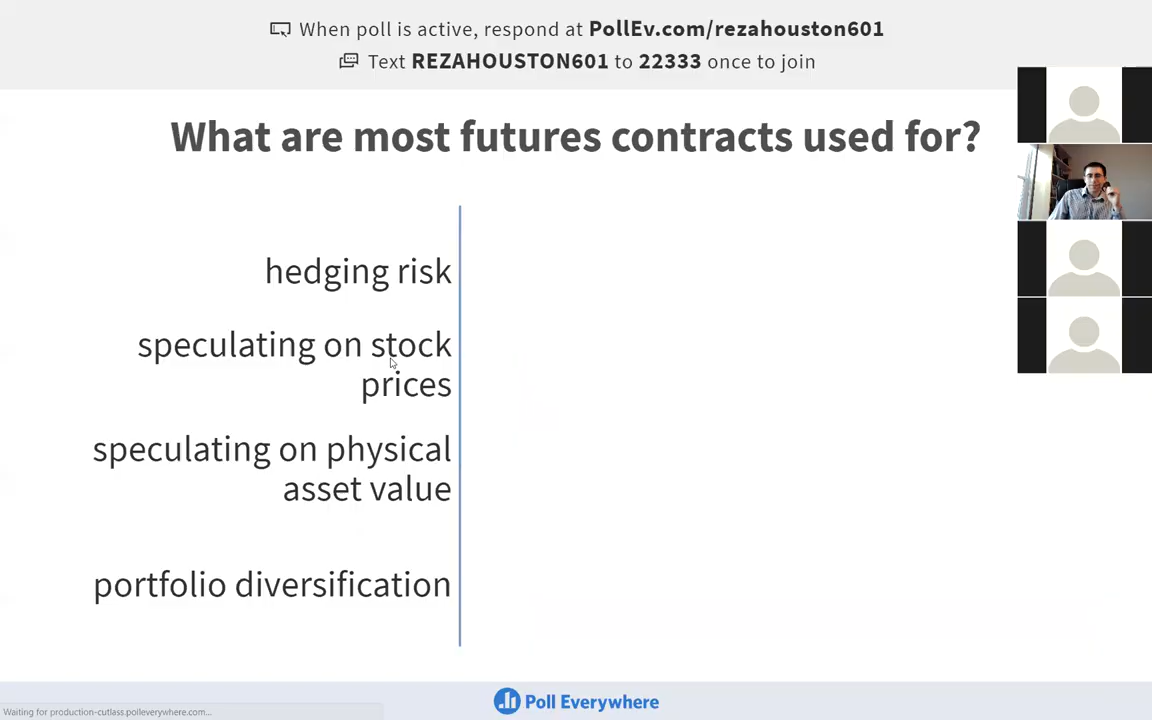 When poll is active, respond at PollEv.com/rezahouston601
Text REZAHOUSTON601 to 22333 once to join
What are most futures contracts used for?
hedging risk
speculating on stock
prices
speculating on physical
asset value
portfolio diversification
Poll Everywhere
Waiting for production-cutlass.polleverywhere.com...